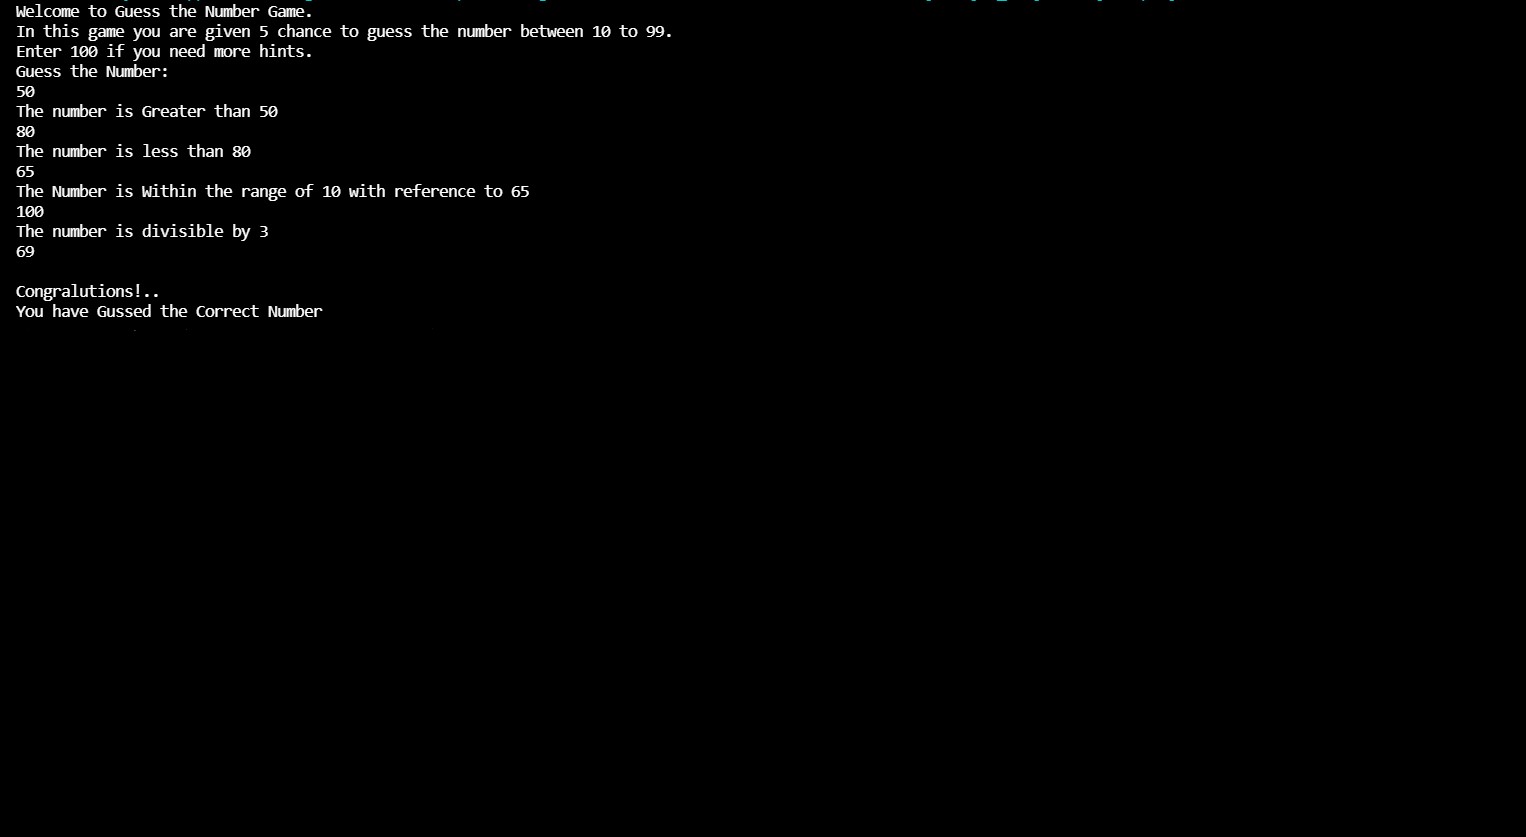 Welcome to Guess the Number Game.
In this game you are given 5 chance to guess the number between 10 to 99.
Enter 100 if you need more hints.
Guess the Number:
50
The number is Greater than 50
80
The number is less than 80
65
The Number is Within the range of 10 with reference to 65
100
The number is divisible by 3
69
Congralutions!..
You have Gussed the Correct Number